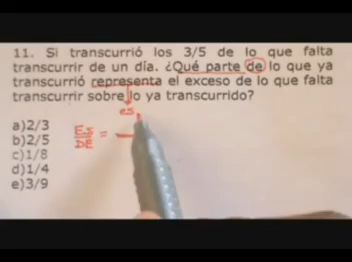 11. Si transcurrió los 3/5 de lo que falta
transcurrir de un día. ¿Qué parte de lo que ya
transcurrió representa el exceso de lo que falta
transcurrir sobre lo ya transcurrido?
es
a)2/3
b)2/5
c)1/8
d)1/4
e)3/9
Es
DE =